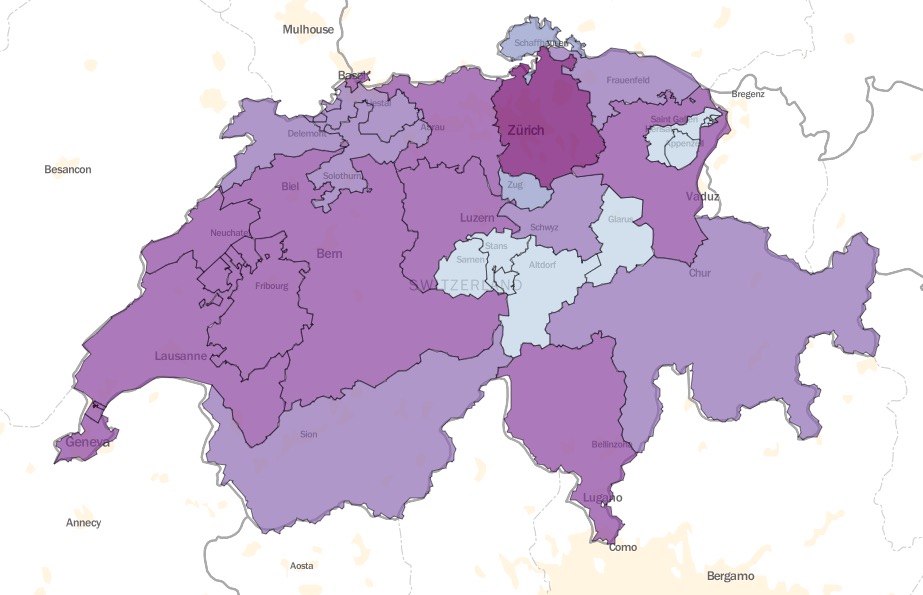 Mulhouse
Schaffhausen
Basel
Frauenfeld
Bregenz
Liestal
Saint Gallen
Herisau
Delemont
Aarau
Zürich
Appenzell
Besancon
Solothurn
Zug
Biel
Vaduz
Luzern
Glarus
Schwyz
Neuchatel
Stans
Bern
Sarnen
Altdorf
Chur
SWITZERLAND
Fribourg
Lausanne
Sion
Geneva
Bellinzona
Lugano
Annecy
Como
Aosta
Bergamo